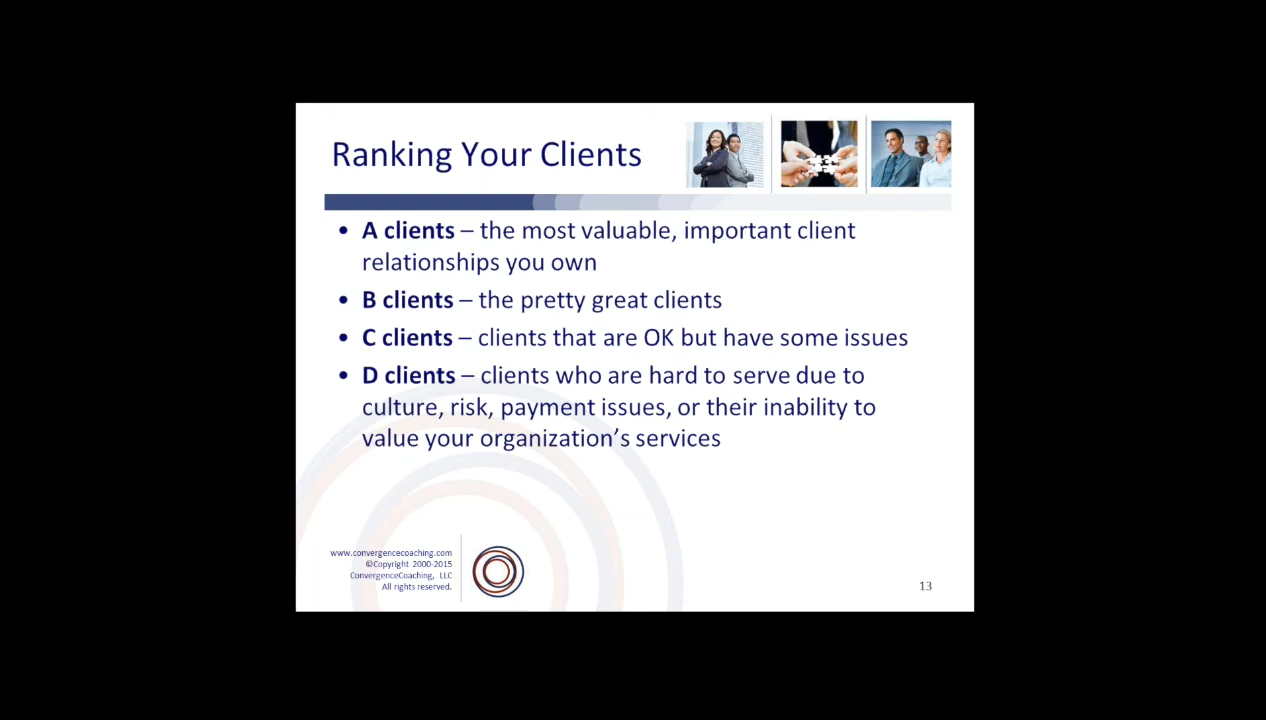 Ranking Your Clients
• A clients – the most valuable, important client
relationships you own
• B clients – the pretty great clients
• C clients – clients that are OK but have some issues
• D clients – clients who are hard to serve due to
culture, risk, payment issues, or their inability to
value your organization’s services
www.convergencecoaching.com
©Copyright 2000-2015
ConvergenceCoaching, LLC
All rights reserved.
13